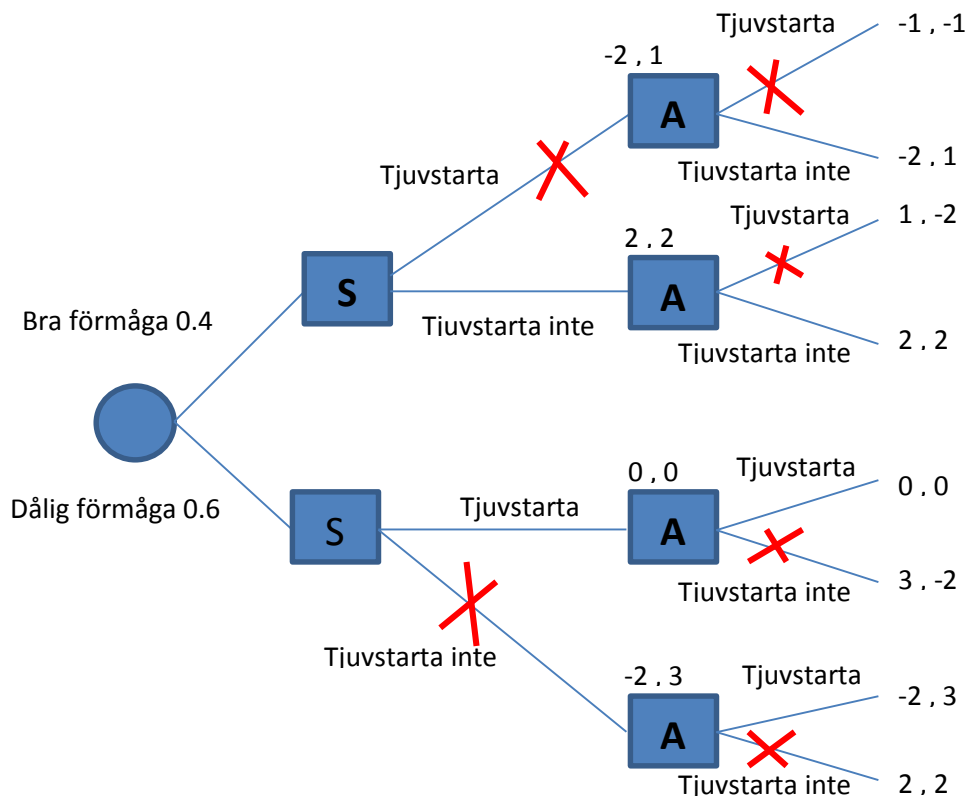 Tjuvstarta
-1 , -1
-2 , 1
A
-2 , 1
Tjuvstarta
Tjuvstarta inte
Tjuvstarta
1 , -2
2 , 2
S
A
Bra förmåga 0.4
Tjuvstarta inte
2 , 2
Tjuvstarta inte
Tjuvstarta
0 , 0
0 , 0
Dålig förmåga 0.6
Tjuvstarta
S
A
3 , -2
Tjuvstarta inte
Tjuvstarta inte
-2 , 3
Tjuvstarta
-2 , 3
A
Tjuvstarta inte
2 , 2